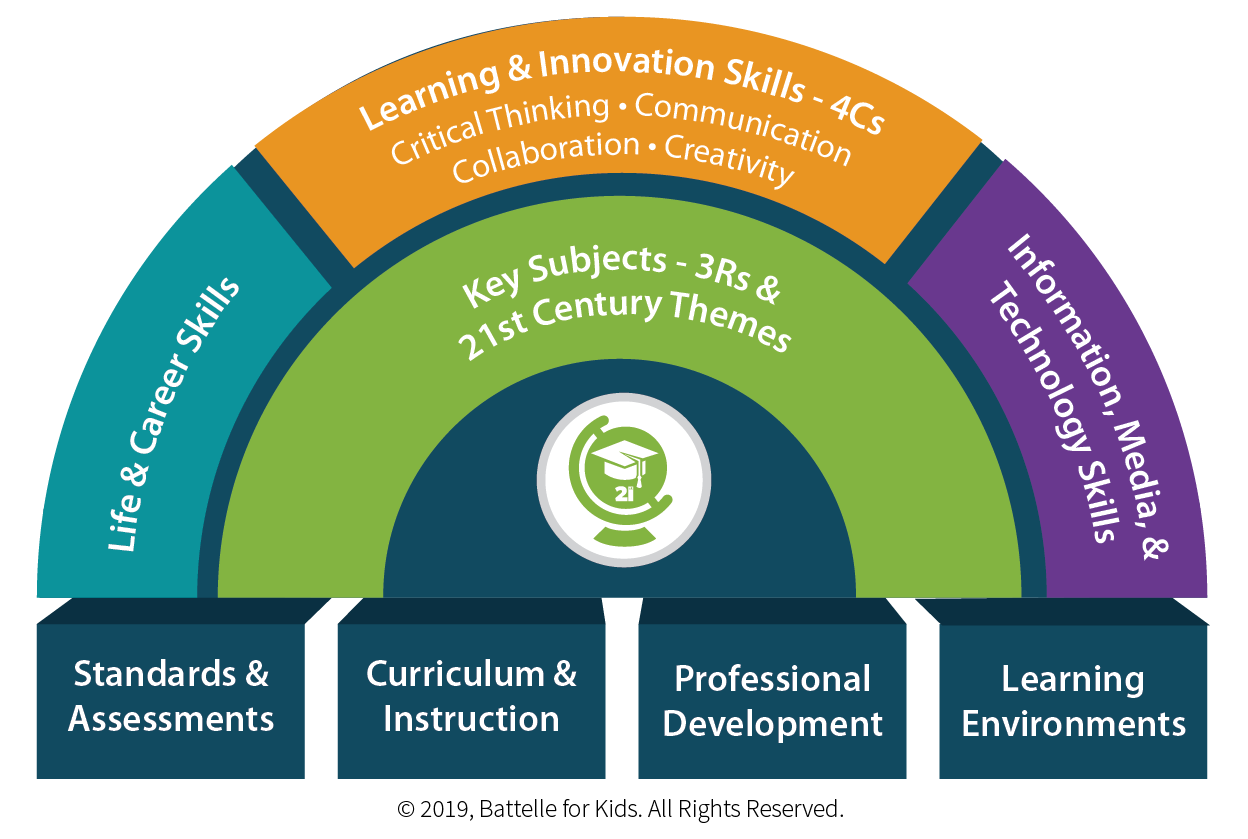 Learning & Innovation Skills - 4Cs
Critical Thinking • Communication
Collaboration • Creativity
Life & Career Skills
Key Subjects - 3Rs &
21st Century Themes
Information, Media, &
Technology Skills
21
Standards &
Assessments
Curriculum &
Instruction
Professional
Development
Learning
Environments
© 2019, Battelle for Kids. All Rights Reserved.